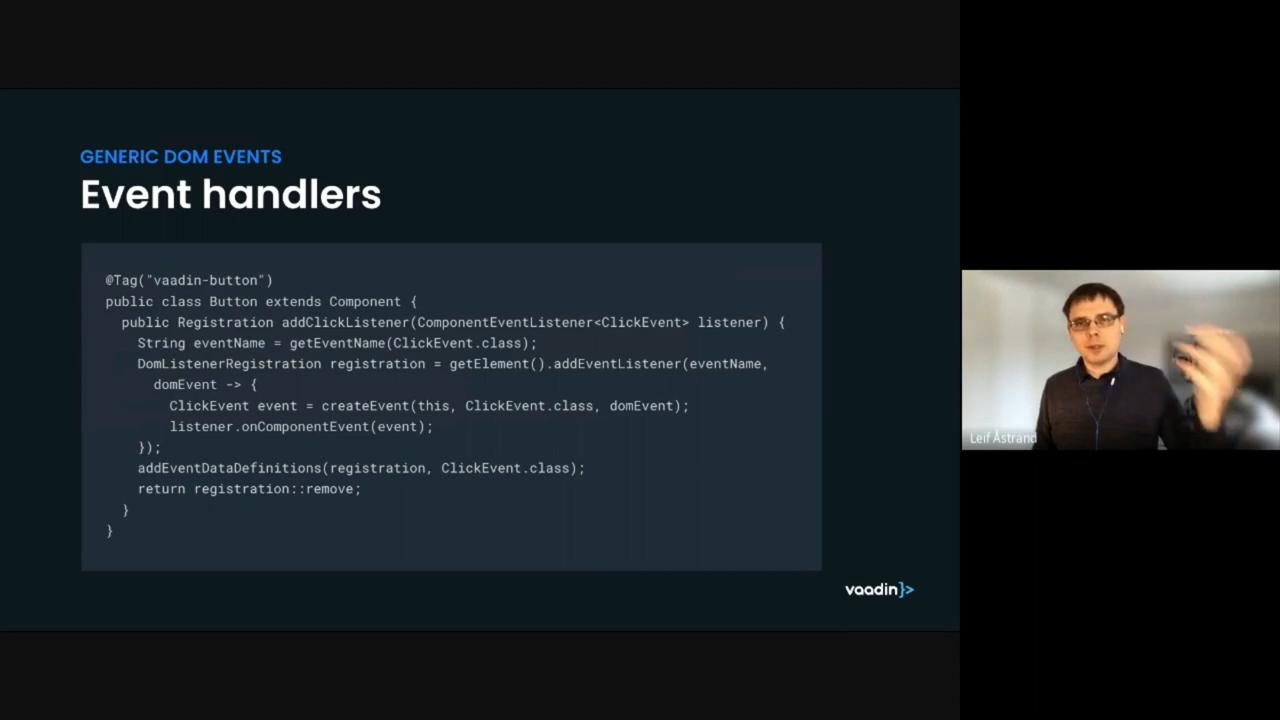 GENERIC DOM EVENTS
Event handlers
@Tag("vaadin-button")
public class Button extends Component {
public Registration addClickListener(ComponentEventListener<ClickEvent> listener) {
String eventName = getEventName(ClickEvent.class);
DomListenerRegistration registration = getElement().addEventListener(eventName,
domEvent -> {
ClickEvent event = createEvent(this, ClickEvent.class, domEvent);
listener.onComponentEvent(event);
});
addEventDataDefinitions(registration, ClickEvent.class);
return registration::remove;
}
}
vaadin}>
Leif Åstrand